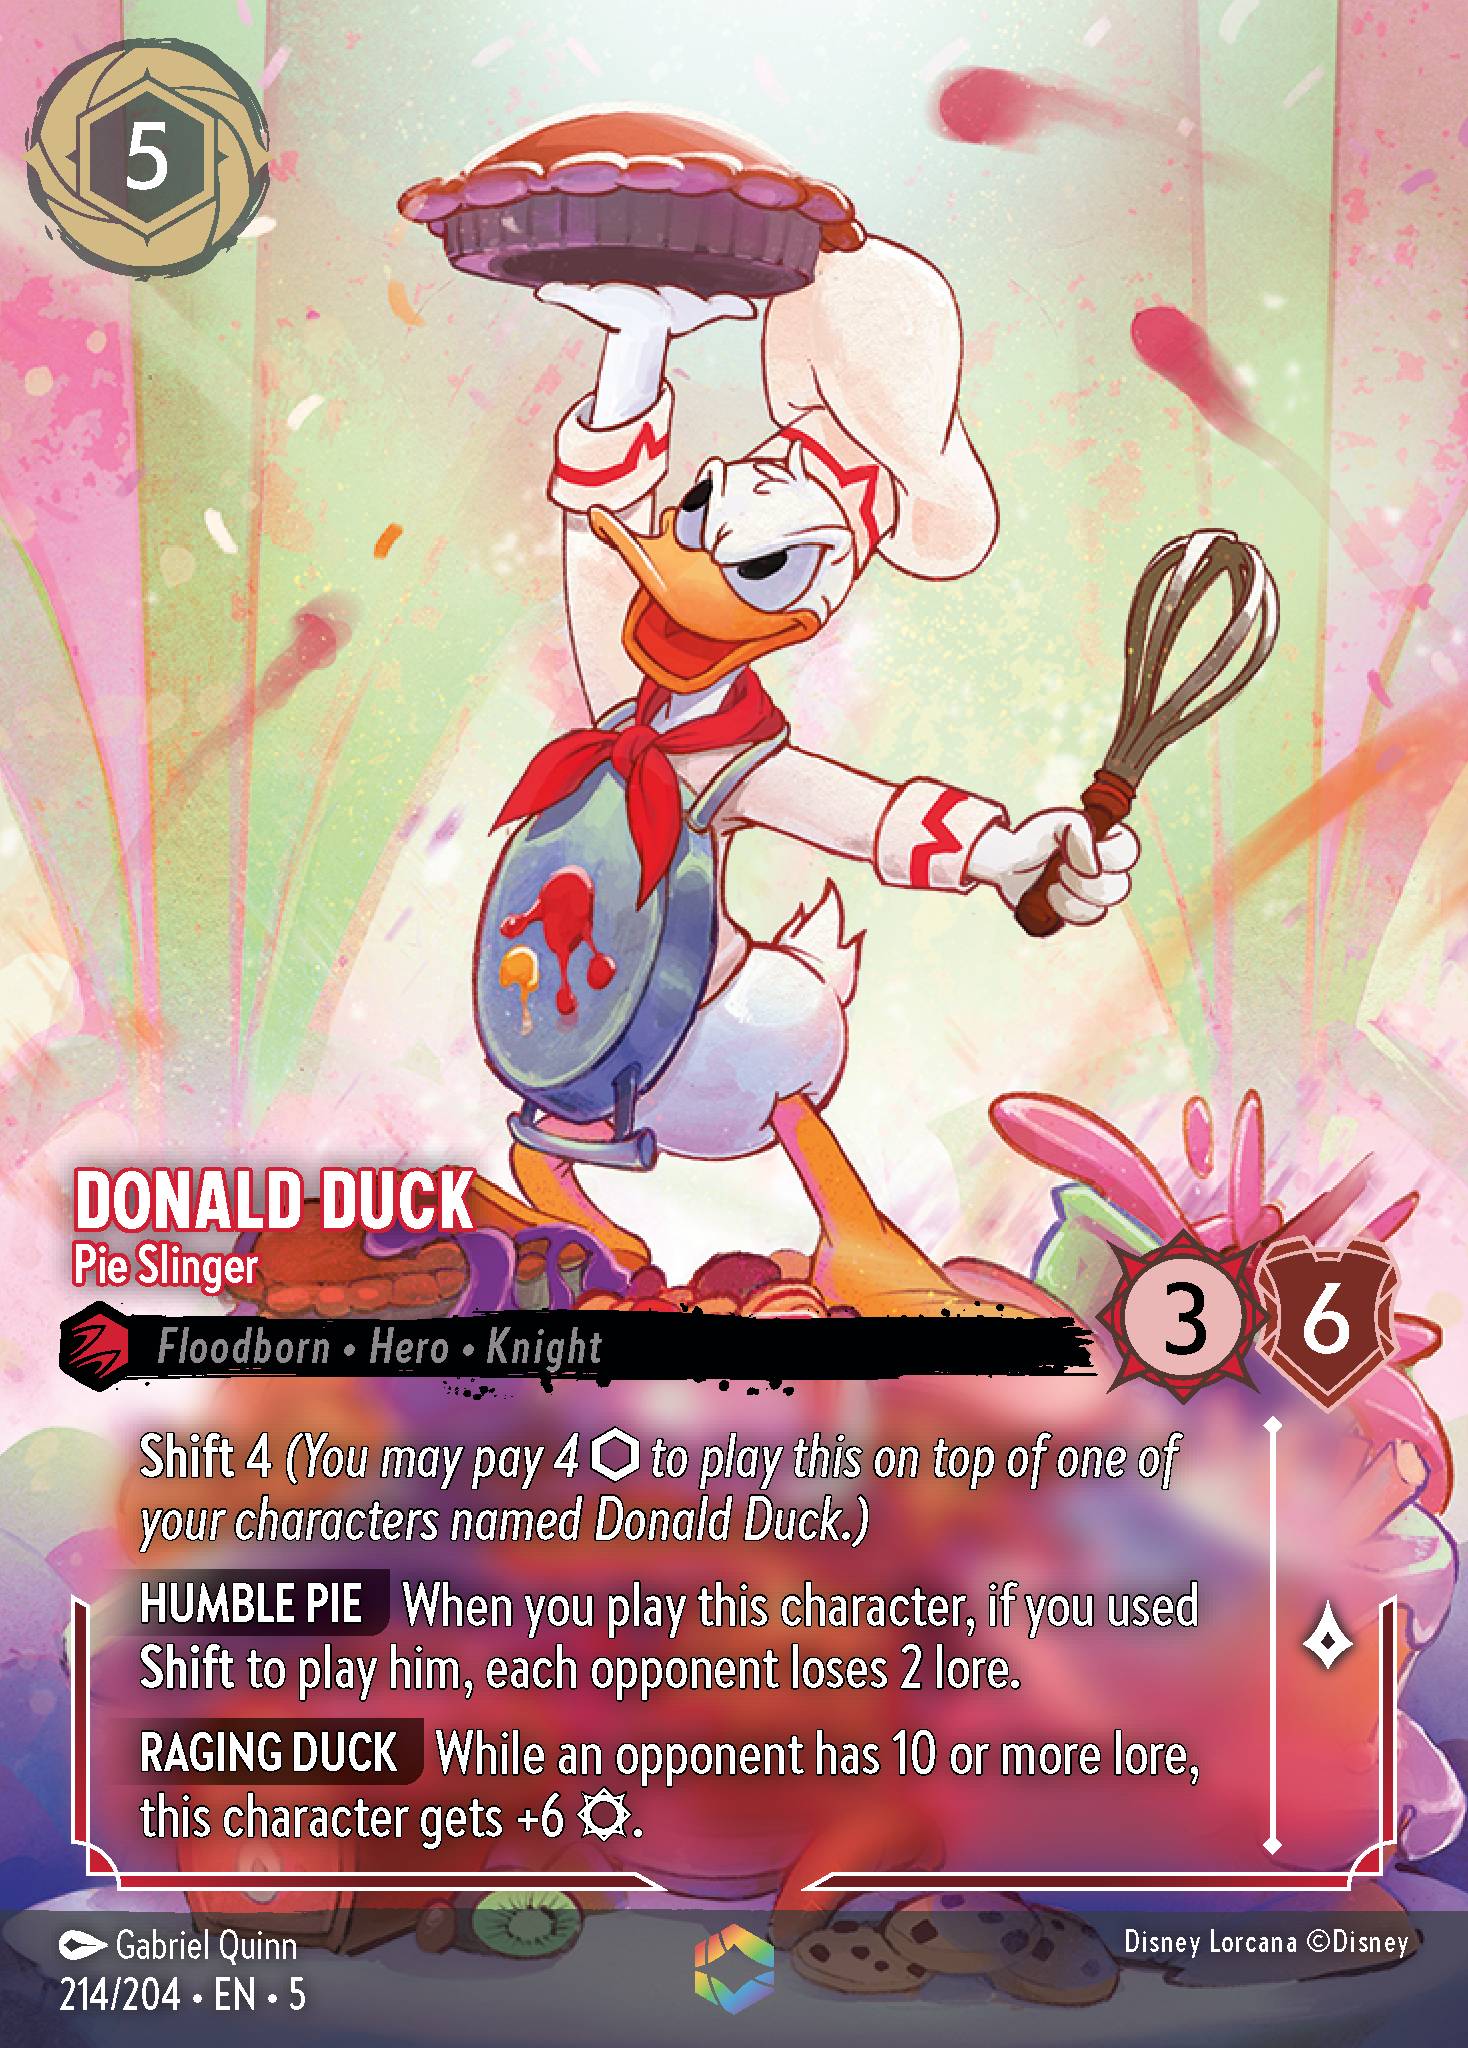 5
DONALD DUCK
Pie Slinger
Floodborn • Hero • Knight
3
6
Shift 4 (You may pay 4 ⬡ to play this on top of one of
your characters named Donald Duck.)
HUMBLE PIE When you play this character, if you used
Shift to play him, each opponent loses 2 lore.
RAGING DUCK While an opponent has 10 or more lore,
this character gets +6 ¤.
Gabriel Quinn
Disney Lorcana ©Disney
214/204 • EN • 5